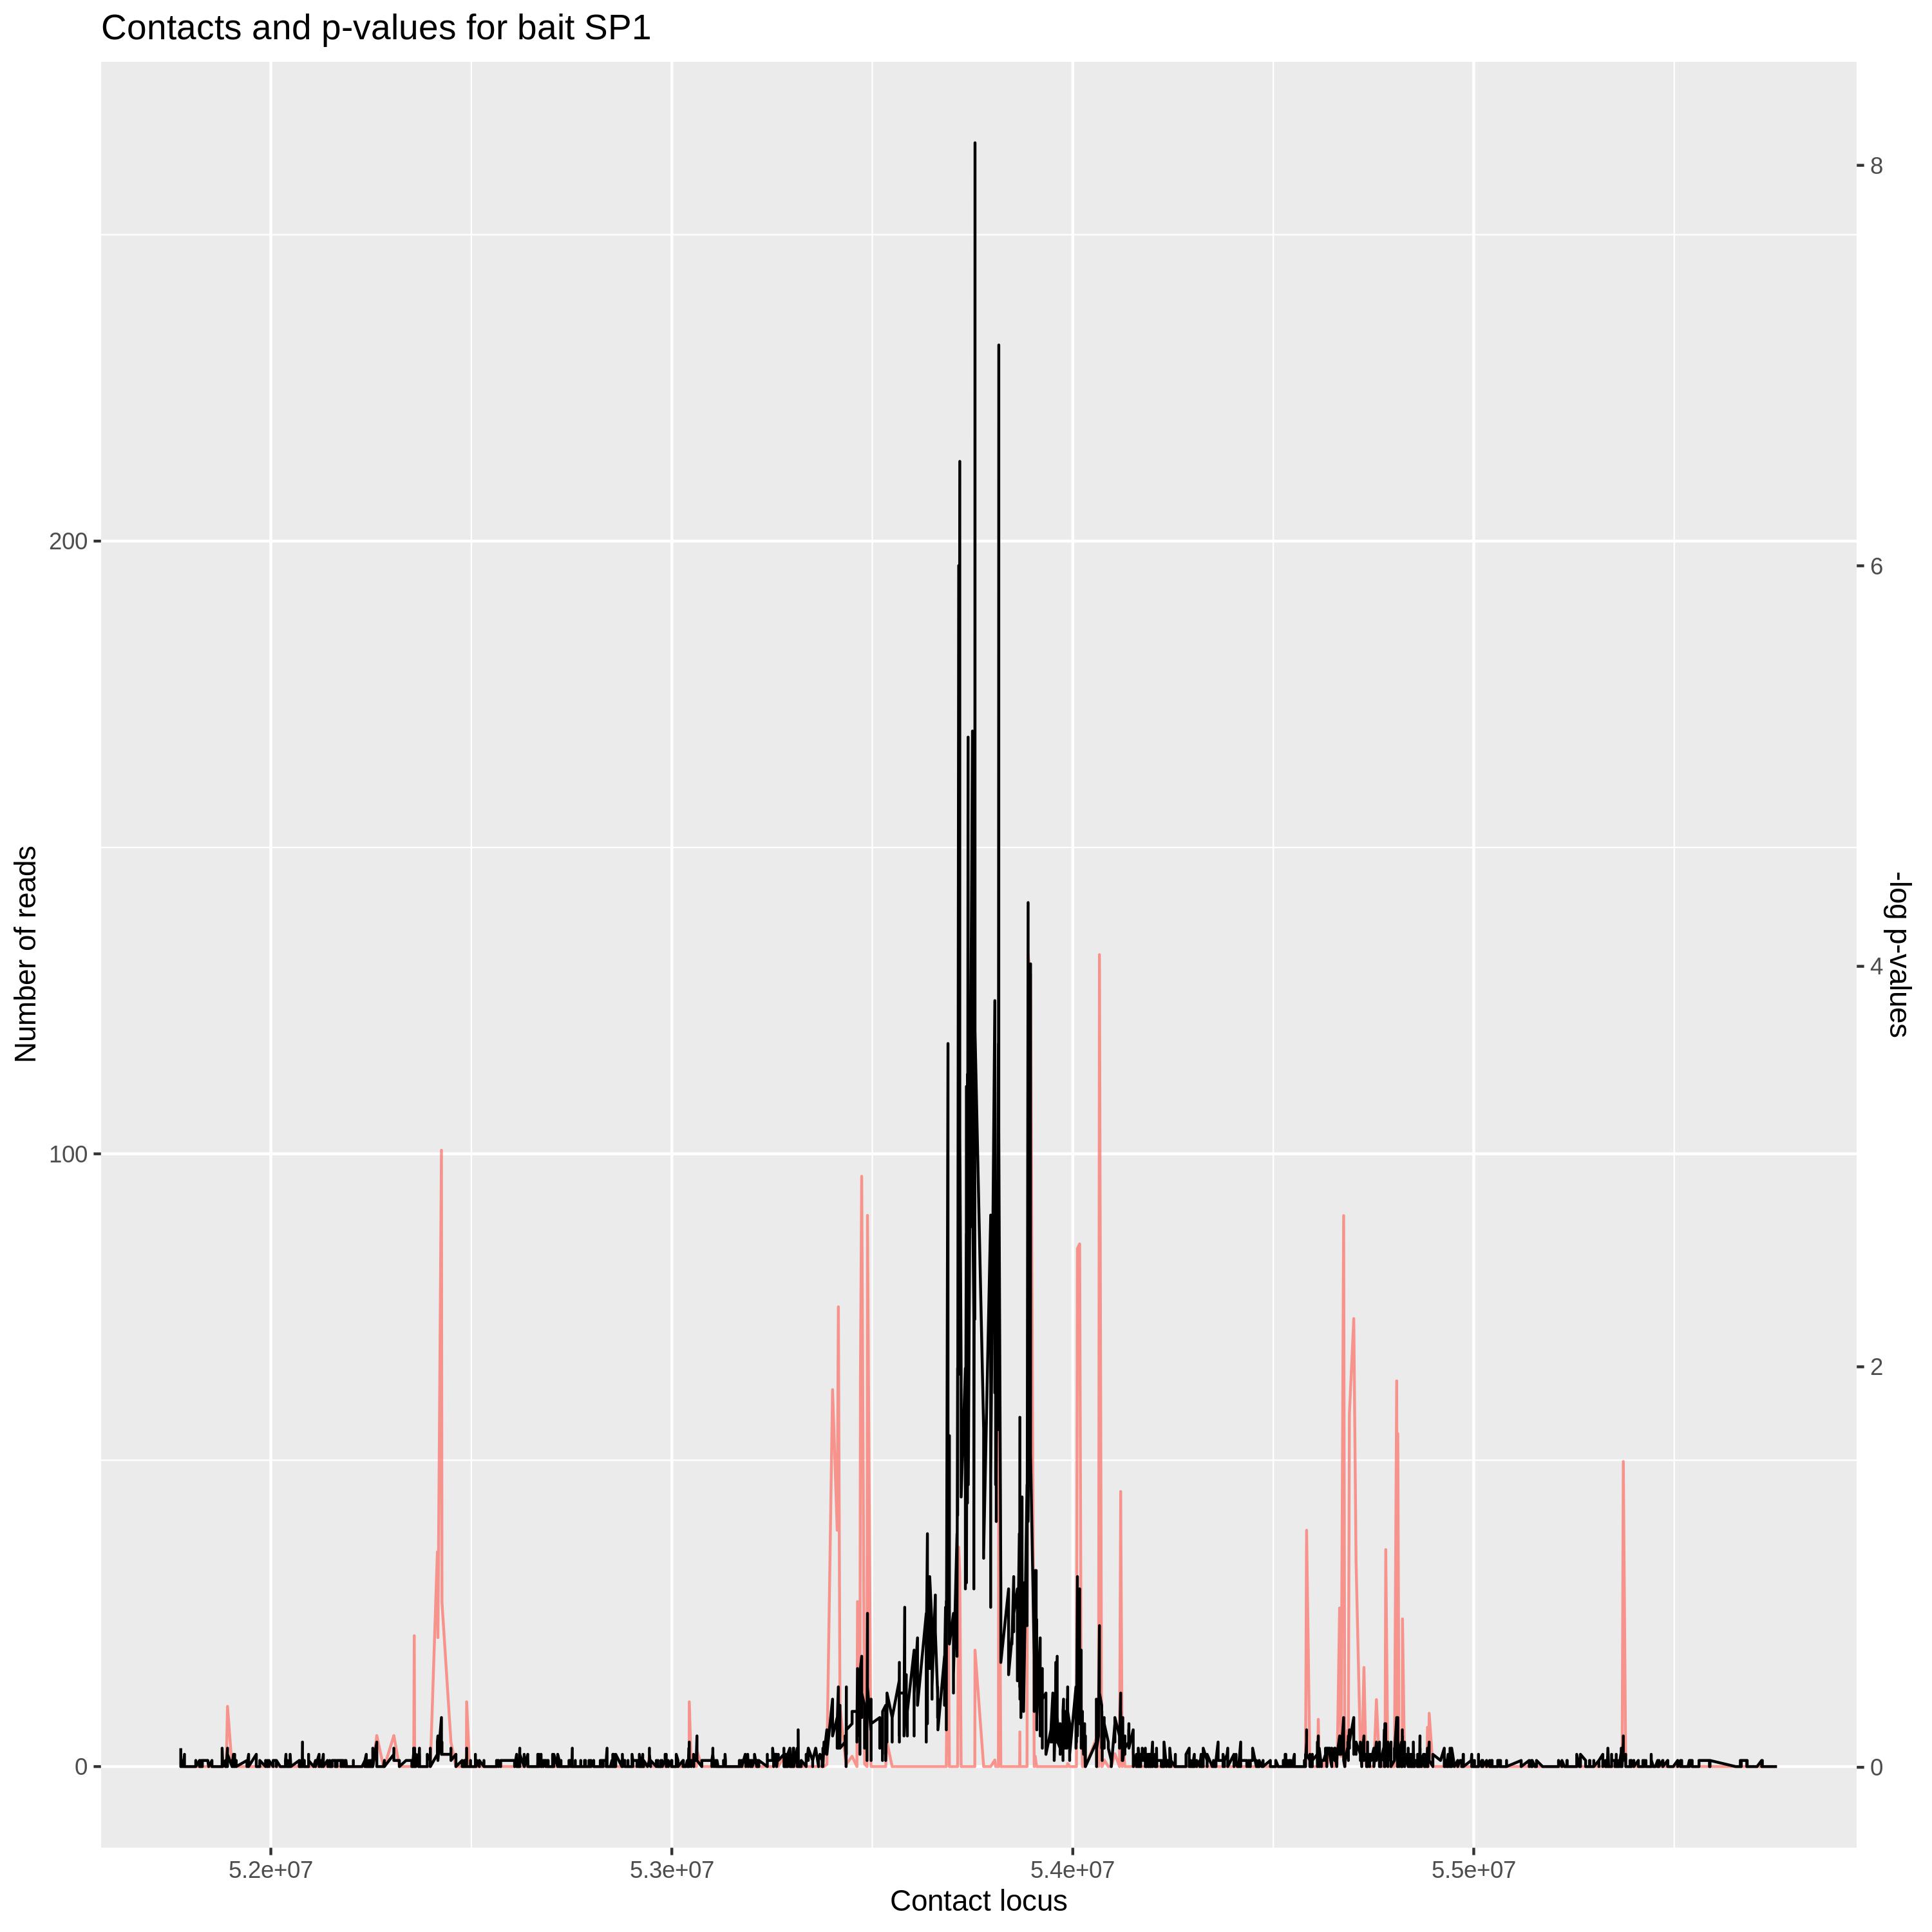 Contacts and p-values for bait SP1
Number of reads
200
100
0
8
6
4
2
0
-log p-values
5.2e+07
5.3e+07
5.4e+07
5.5e+07
Contact locus